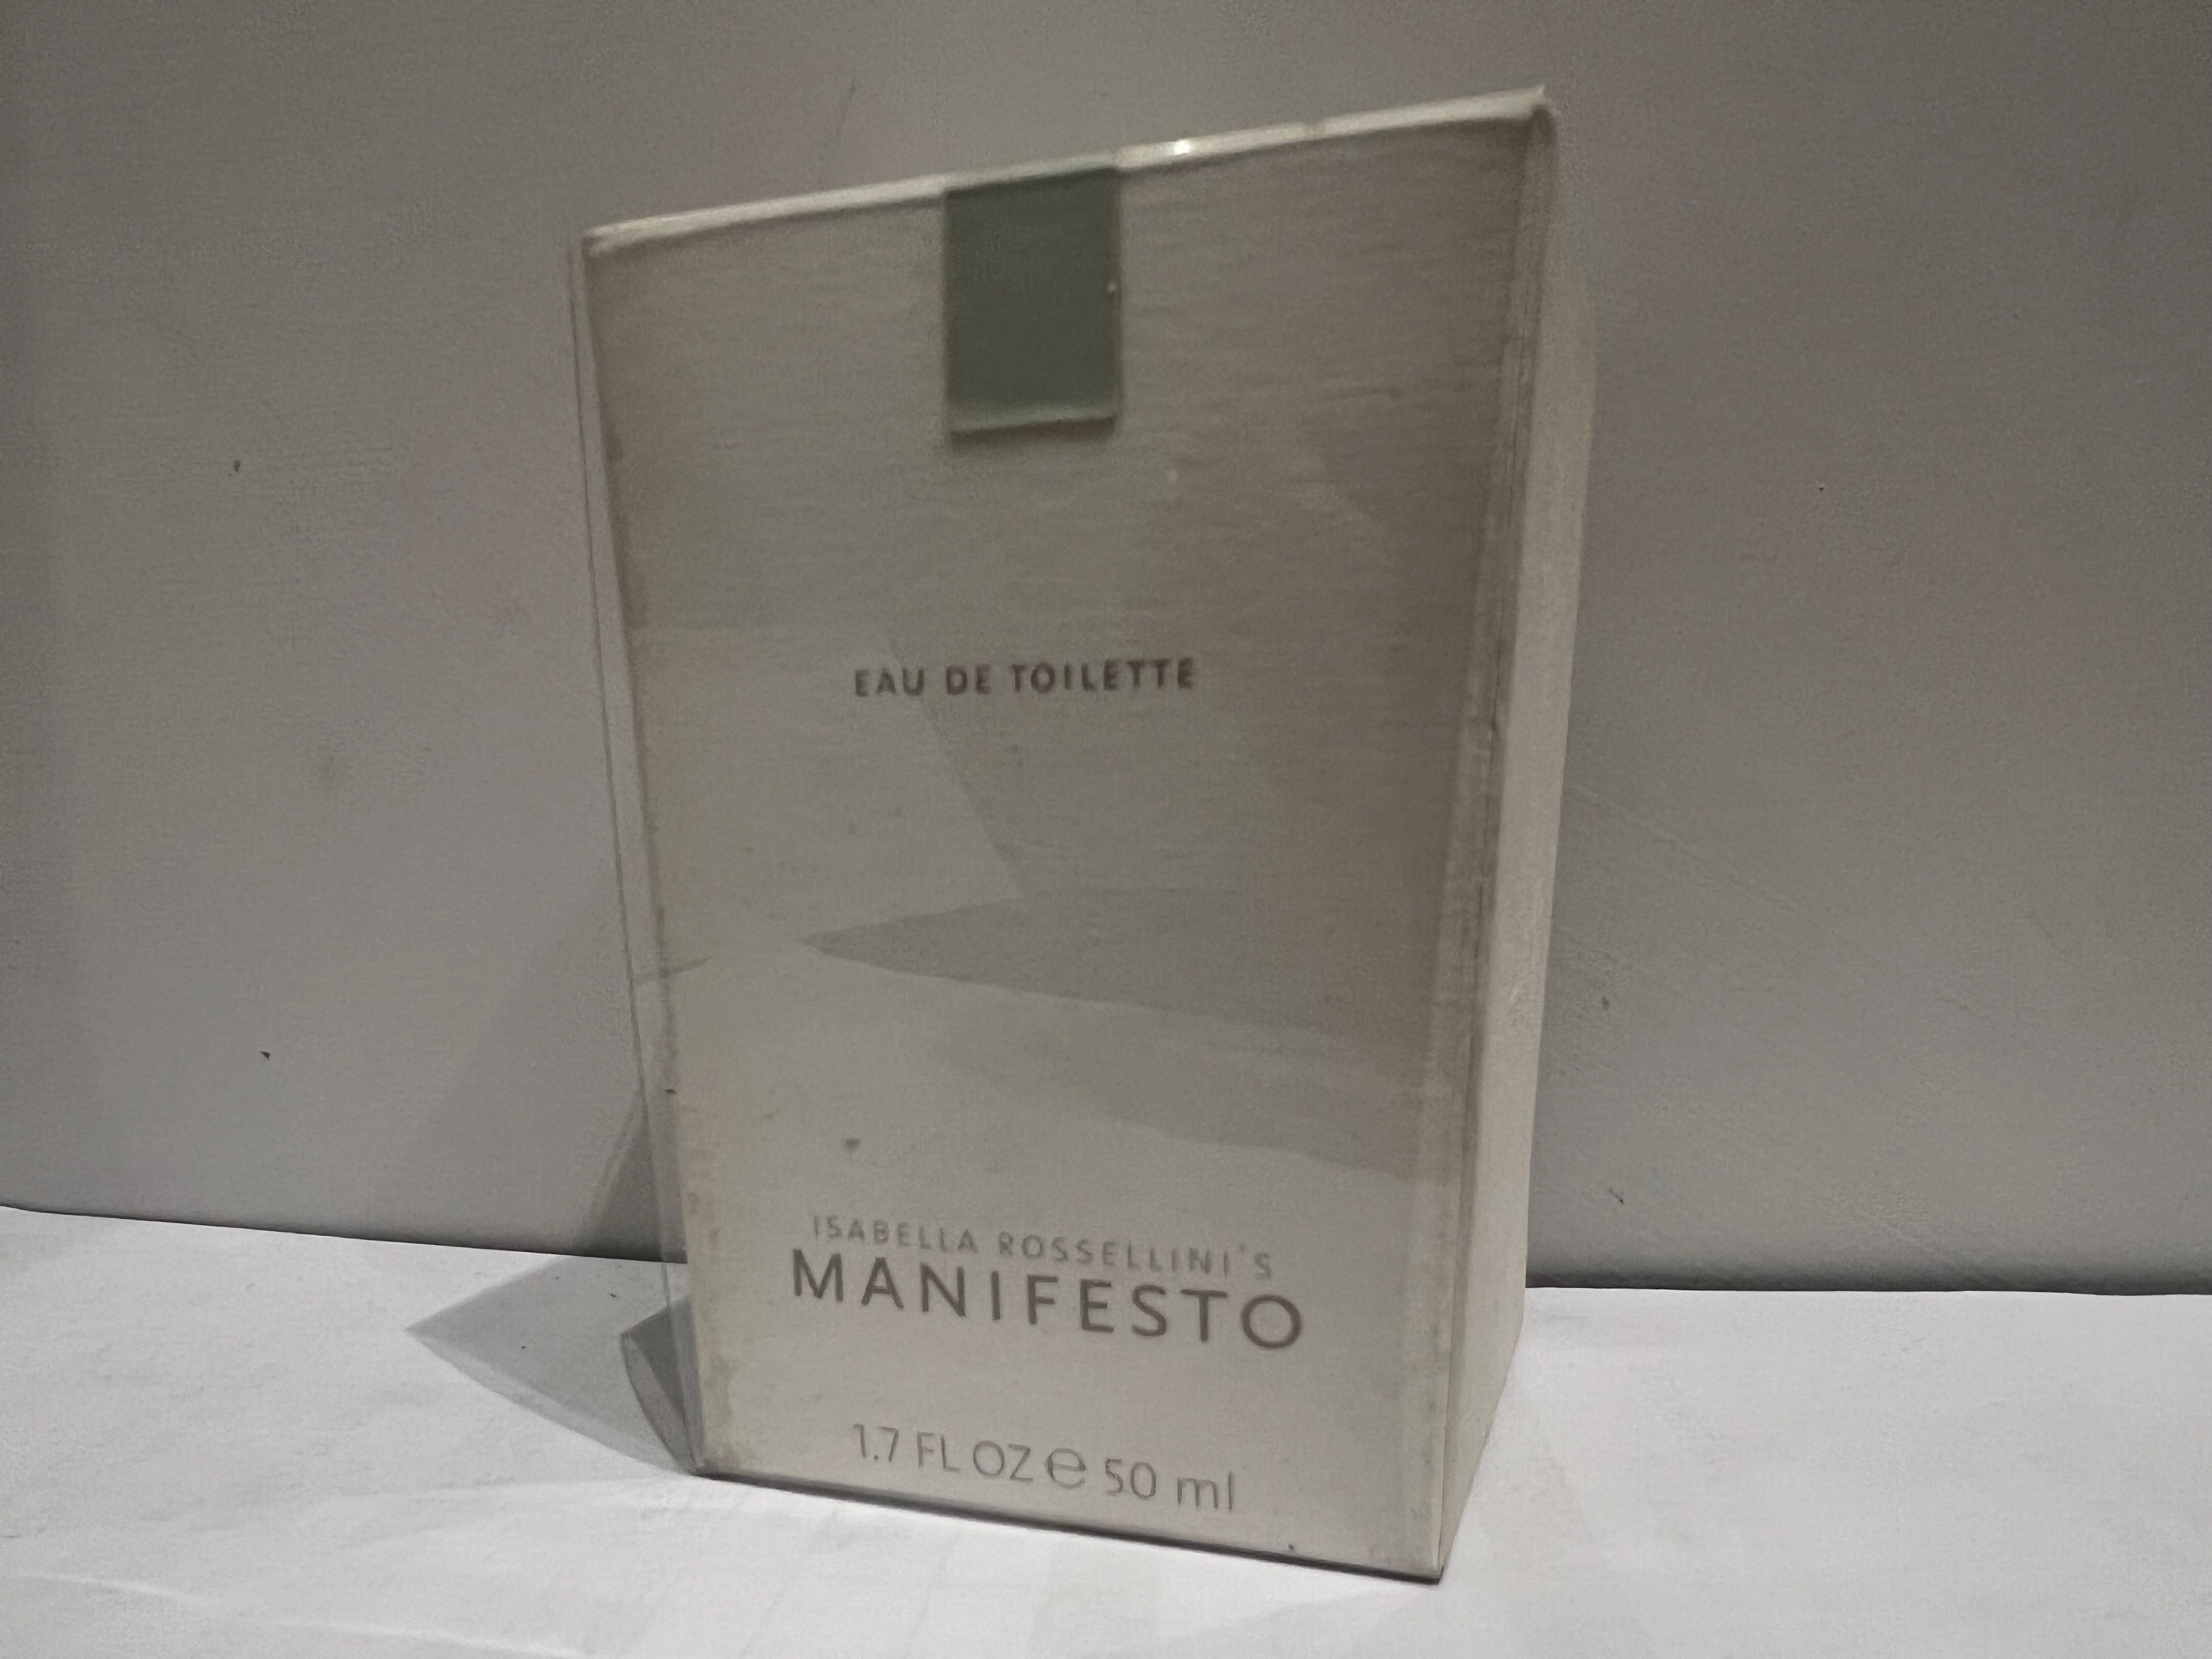 EAU DE TOILETTE
ISABELLA ROSSELLINI'S
MANIFESTO
1.7 FL OZ ℮ 50 ml